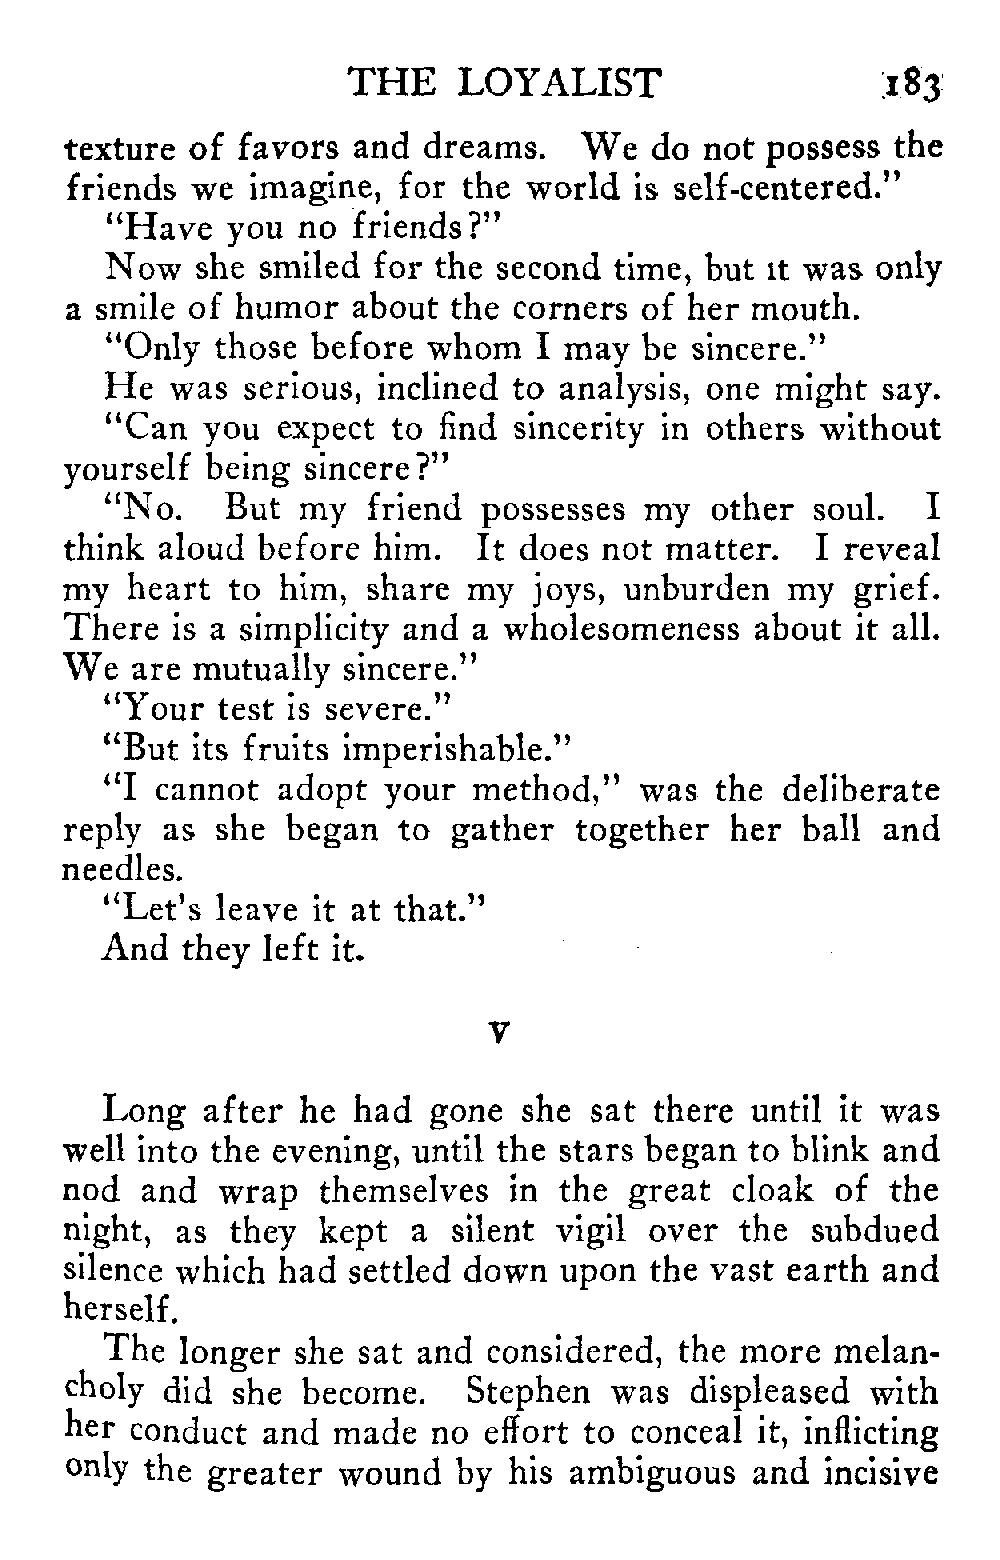 THE LOYALIST 183
texture of favors and dreams. We do not possess the
friends we imagine, for the world is self-centered."
"Have you no friends?"
Now she smiled for the second time, but it was only
a smile of humor about the corners of her mouth.
"Only those before whom I may be sincere."
He was serious, inclined to analysis, one might say.
"Can you expect to find sincerity in others without
yourself being sincere?"
"No. But my friend possesses my other soul. I
think aloud before him. It does not matter. I reveal
my heart to him, share my joys, unburden my grief.
There is a simplicity and a wholesomeness about it all.
We are mutually sincere."
"Your test is severe."
"But its fruits imperishable."
"I cannot adopt your method," was the deliberate
reply as she began to gather together her ball and
needles.
"Let's leave it at that."
And they left it.
V
Long after he had gone she sat there until it was
well into the evening, until the stars began to blink and
nod and wrap themselves in the great cloak of the
night, as they kept a silent vigil over the subdued
silence which had settled down upon the vast earth and
herself.
The longer she sat and considered, the more melan-
choly did she become. Stephen was displeased with
her conduct and made no effort to conceal it, inflicting
only the greater wound by his ambiguous and incisive